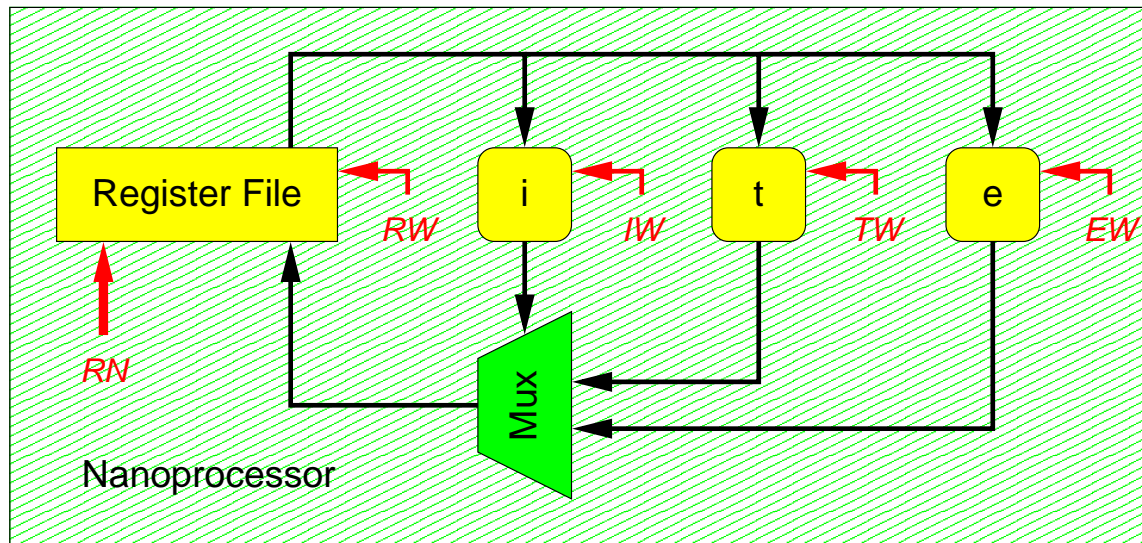 Register File
i
t
e
RW
IW
TW
EW
RN
Mux
Nanoprocessor